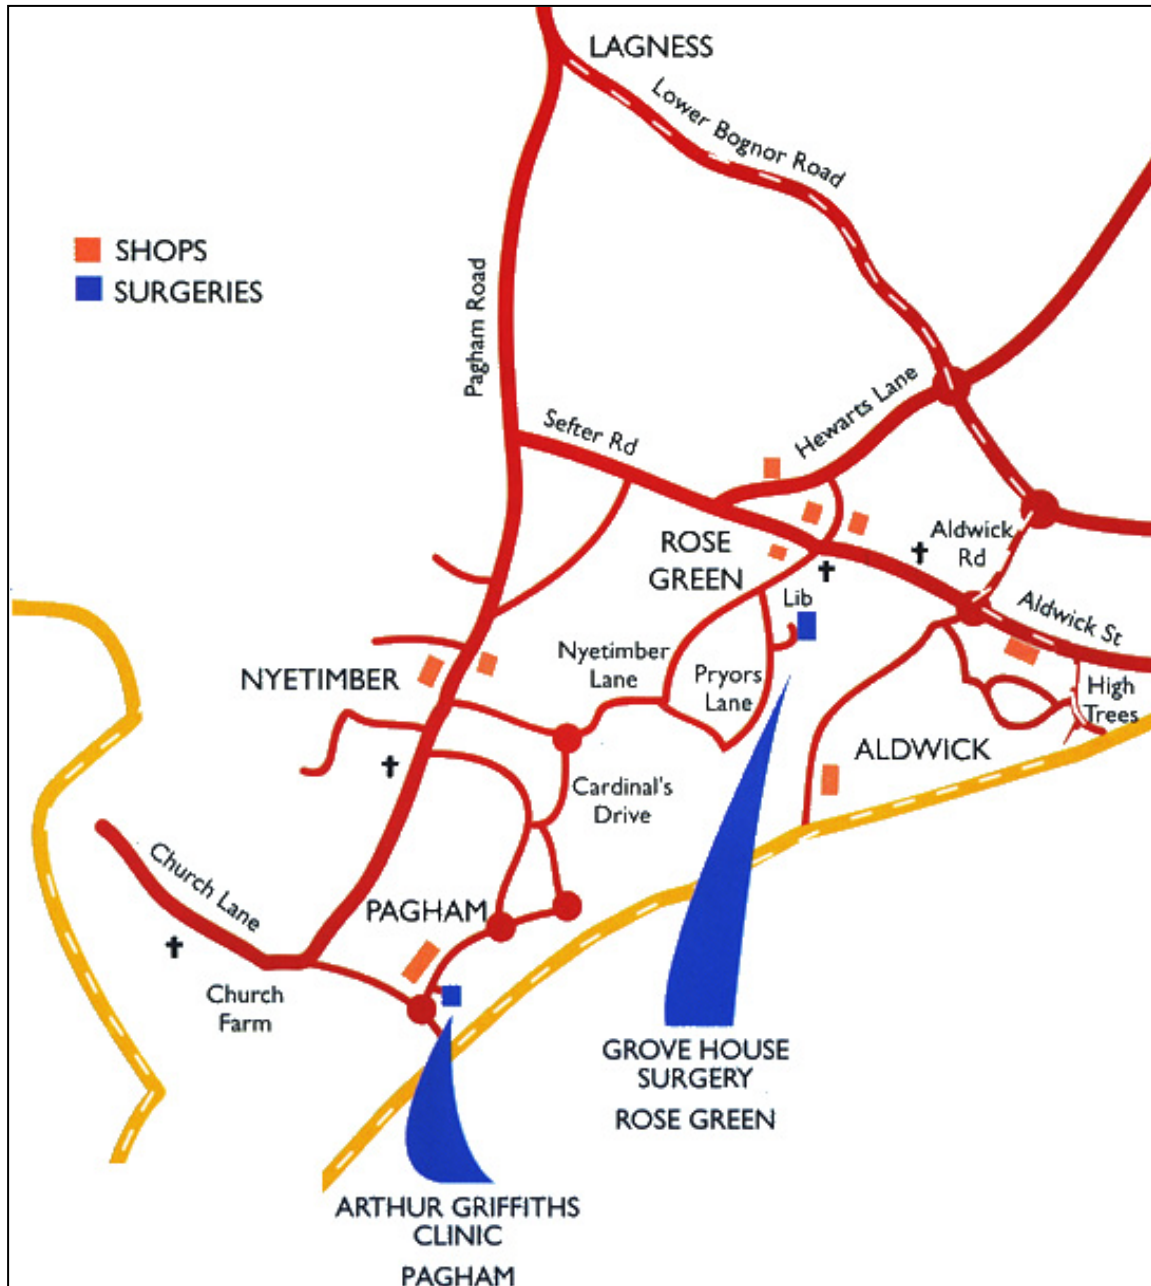 LAGNESS
Lower Bognor Road
SHOPS
SURGERIES
Pagham Road
Hewarts Lane
Sefter Rd
ROSE
GREEN
Aldwick
Rd
Lib
Aldwick St
Nyetimber
Lane
NYETIMBER
Pryors
Lane
High
Trees
ALDWICK
Cardinal's
Drive
Church Lane
PAGHAM
Church
Farm
GROVE HOUSE
SURGERY
ROSE GREEN
ARTHUR GRIFFITHS
CLINIC
PAGHAM